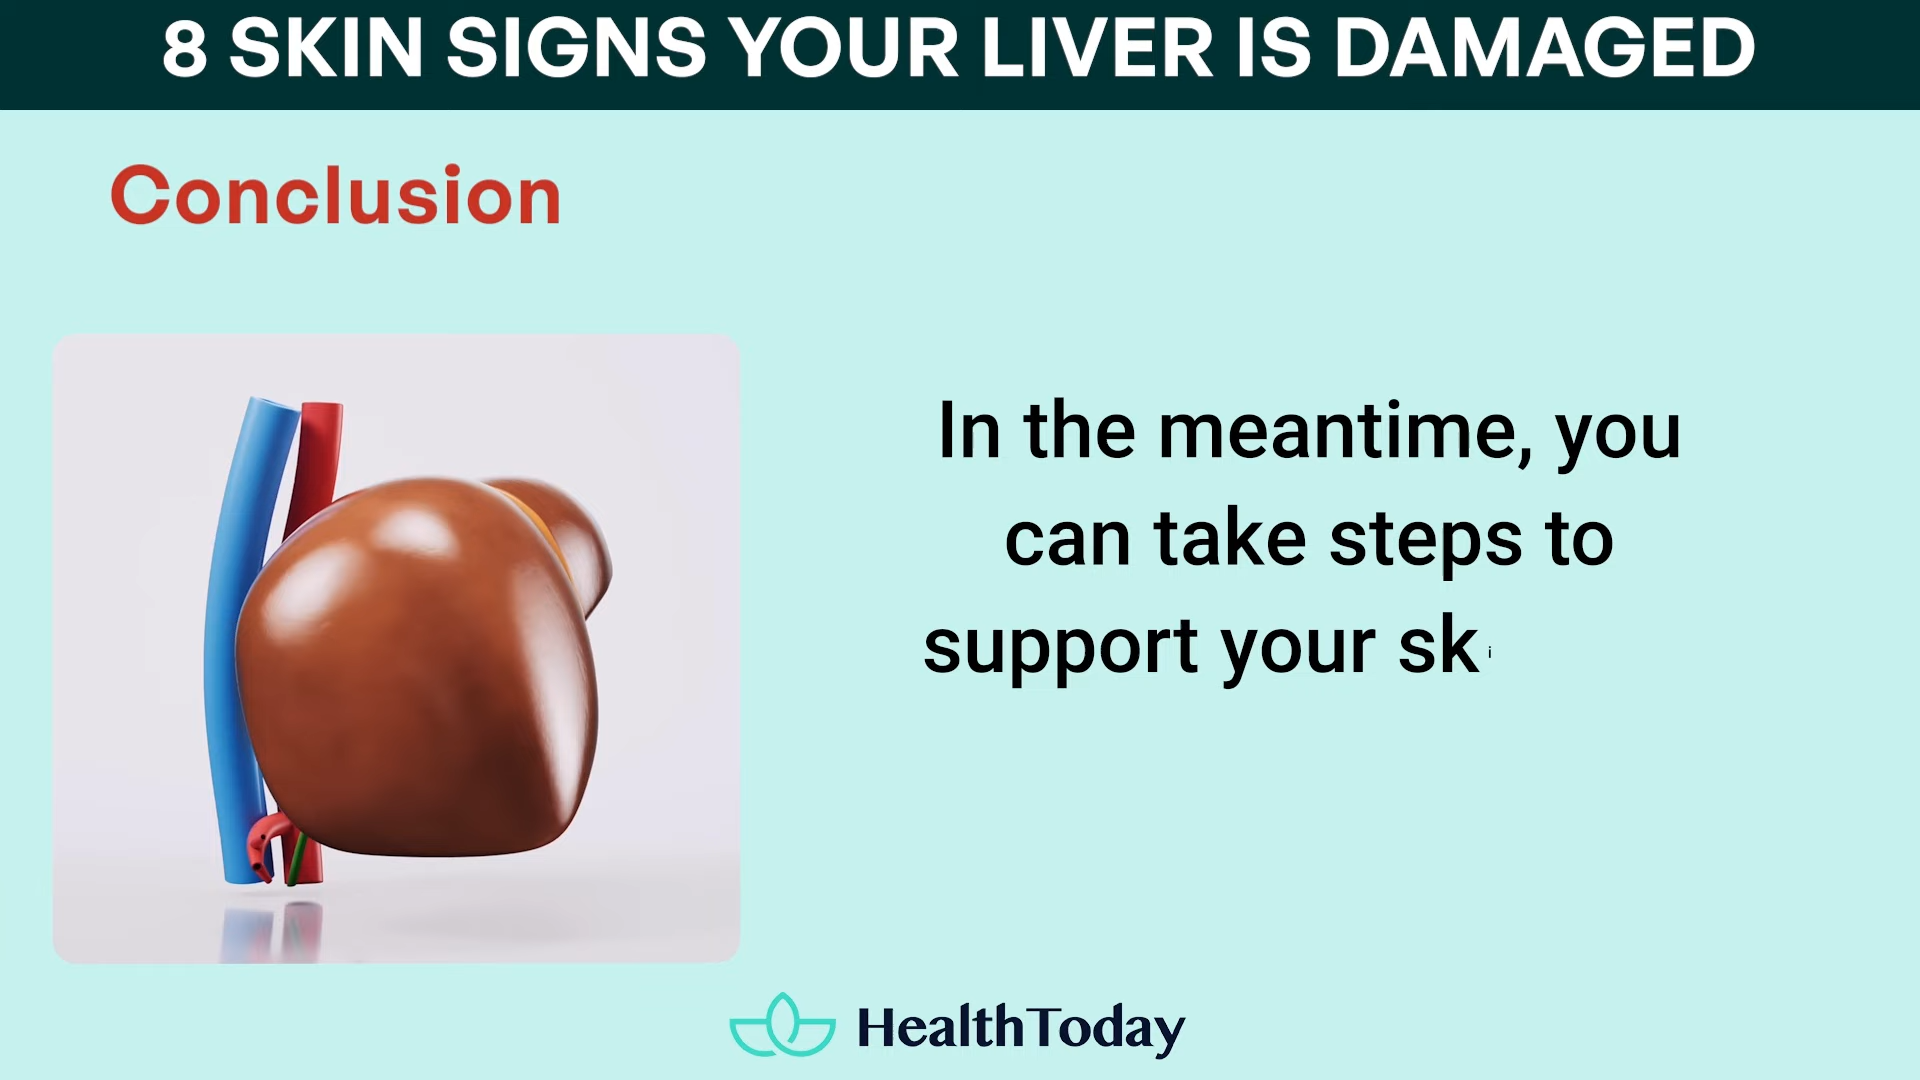 8 SKIN SIGNS YOUR LIVER IS DAMAGED
Conclusion
In the meantime, you
can take steps to
support your ski
HealthToday